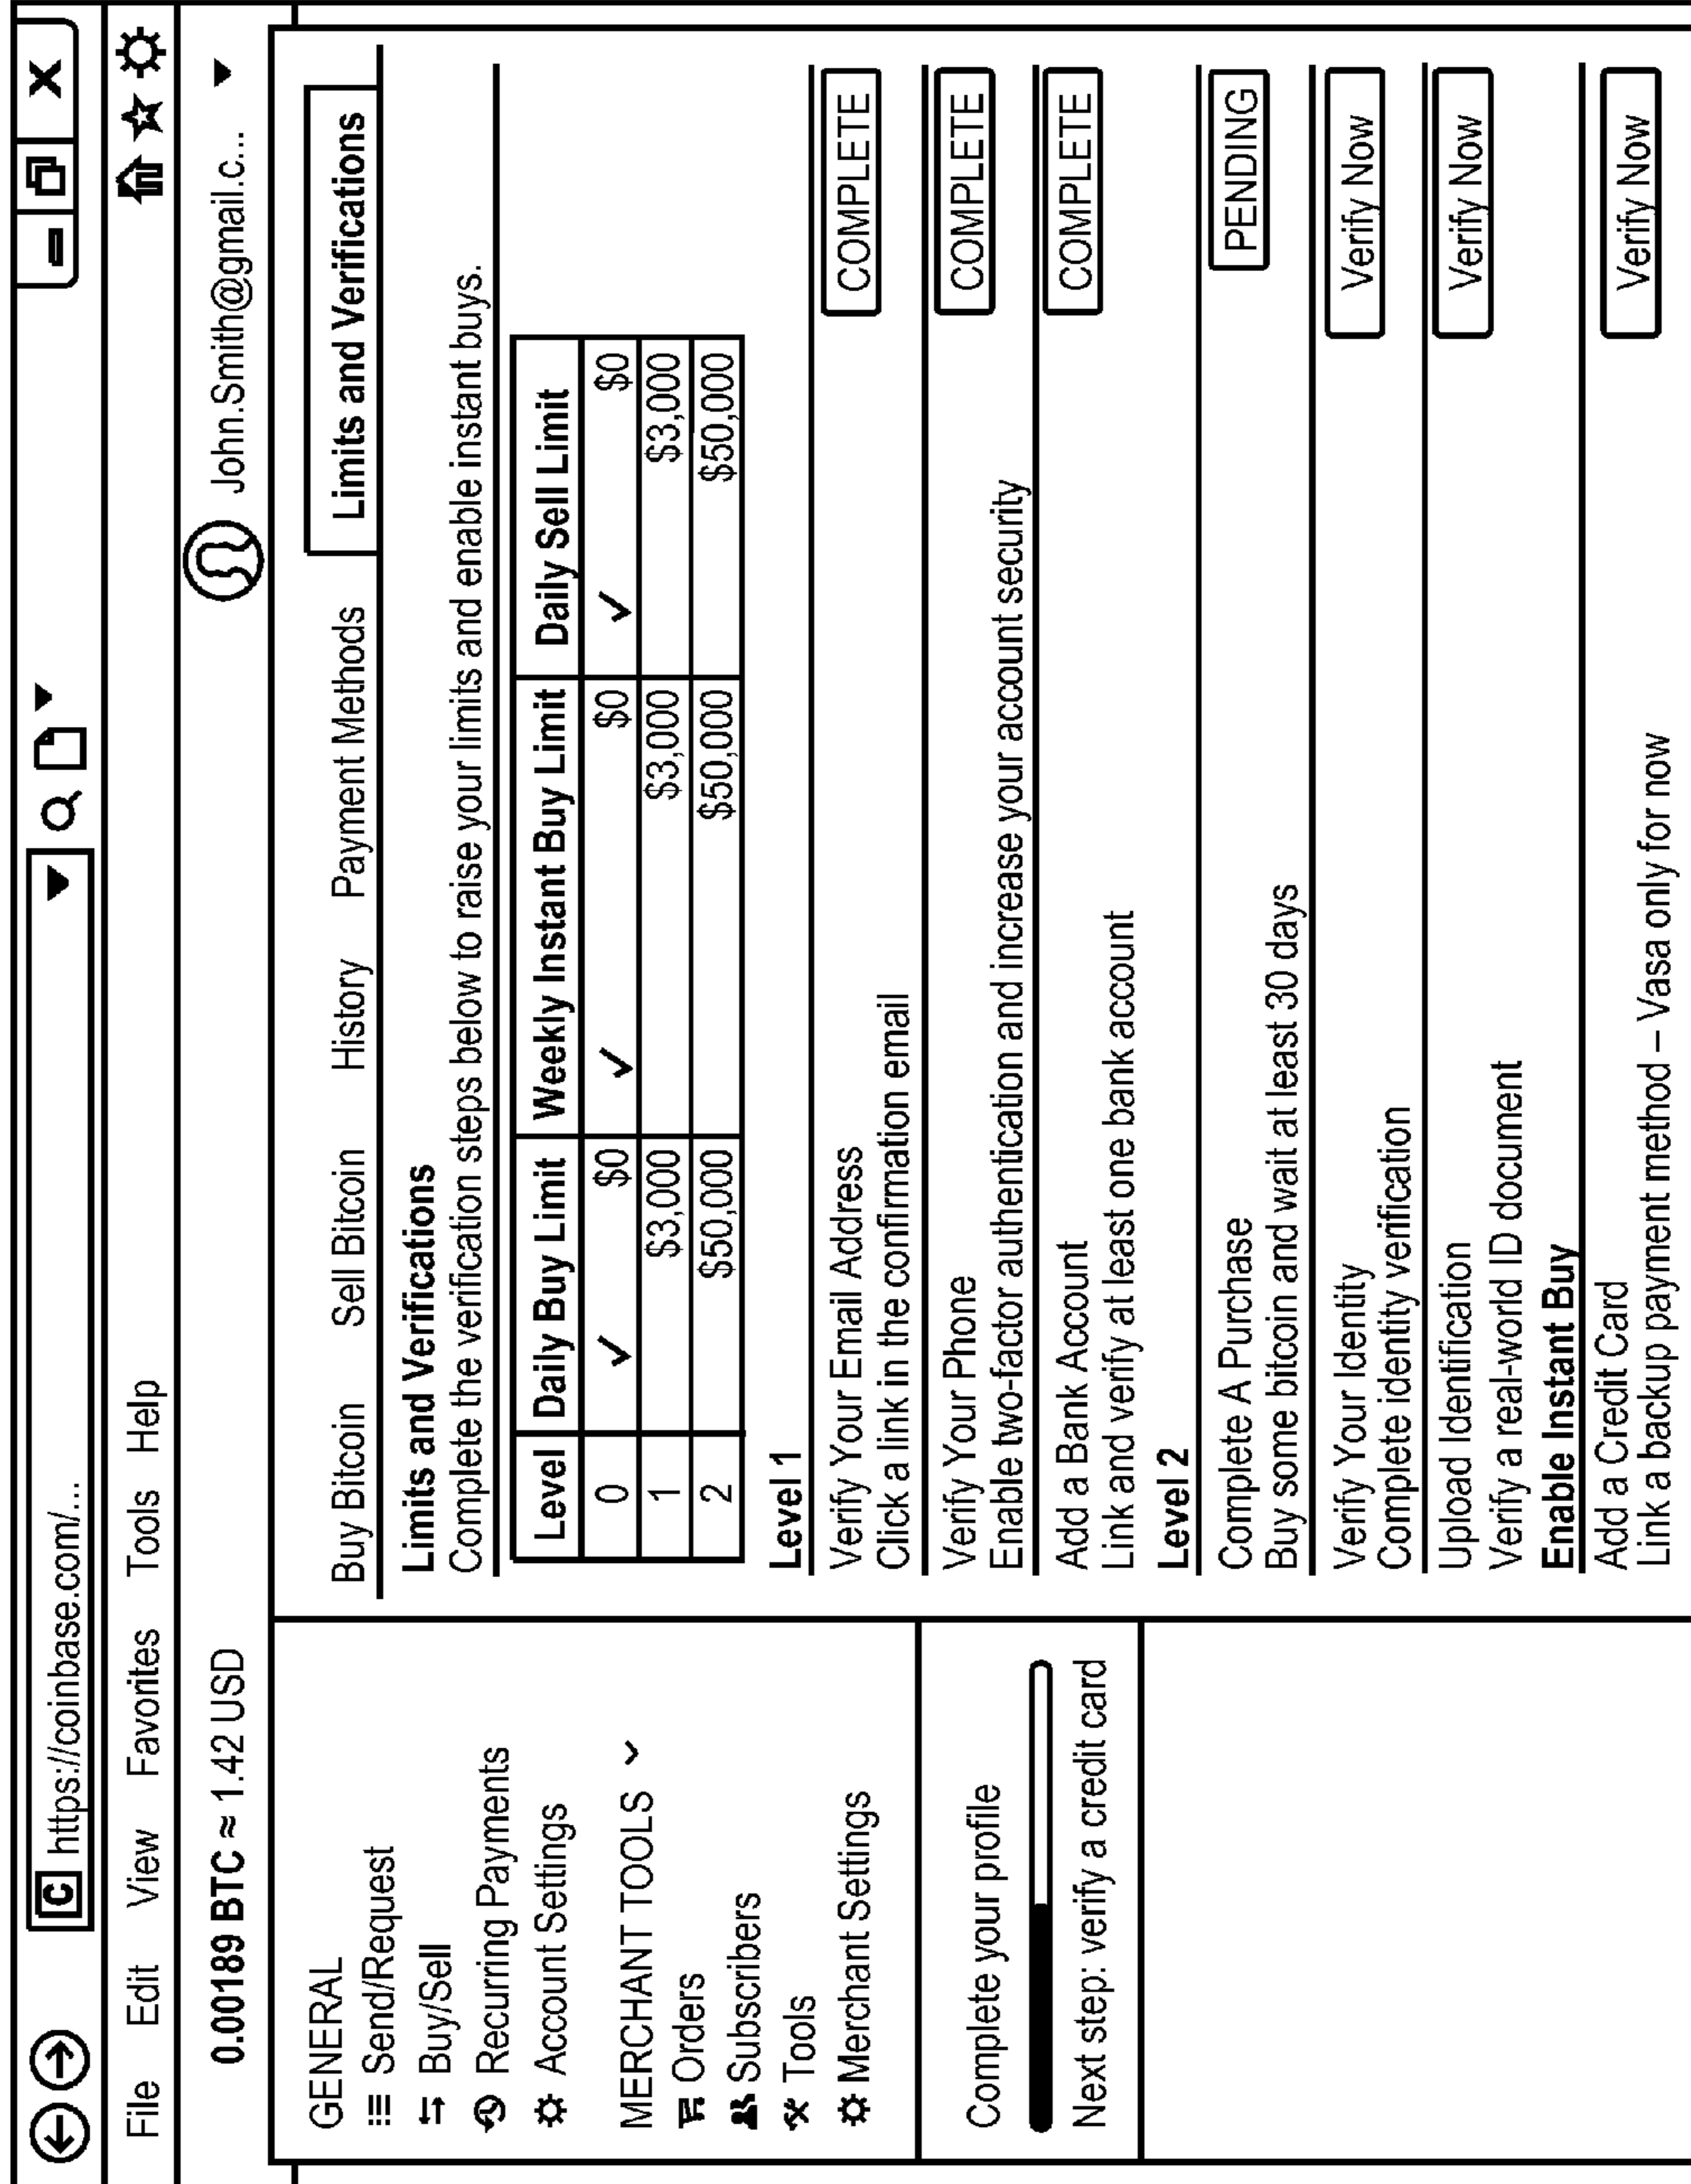 C https://coinbase.com/...
X
File Edit View Favorites Tools Help
0.00189 BTC ≈ 1.42 USD
John.Smith@gmail.c...
GENERAL
Send/Request
Buy/Sell
Recurring Payments
Account Settings
MERCHANT TOOLS
Orders
Subscribers
Tools
Merchant Settings
Complete your profile
Next step: verify a credit card
Buy Bitcoin Sell Bitcoin History Payment Methods Limits and Verifications
Limits and Verifications
Complete the verification steps below to raise your limits and enable instant buys.
Level Daily Buy Limit Weekly Instant Buy Limit Daily Sell Limit
0 ✓ $0 ✓ $0 ✓ $0
1 $3,000 $3,000 $3,000
2 $50,000 $50,000 $50,000
Level 1
Verify Your Email Address COMPLETE
Click a link in the confirmation email
Verify Your Phone COMPLETE
Enable two-factor authentication and increase your account security
Add a Bank Account COMPLETE
Link and verify at least one bank account
Level 2
Complete A Purchase PENDING
Buy some bitcoin and wait at least 30 days
Verify Your Identity Verify Now
Complete identity verification
Upload Identification Verify Now
Verify a real-world ID document
Enable Instant Buy
Add a Credit Card Verify Now
Link a backup payment method – Vasa only for now